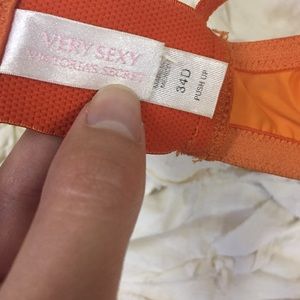 VERY SEXY
VICTORIA'S SECRET
34D
PUSH UP